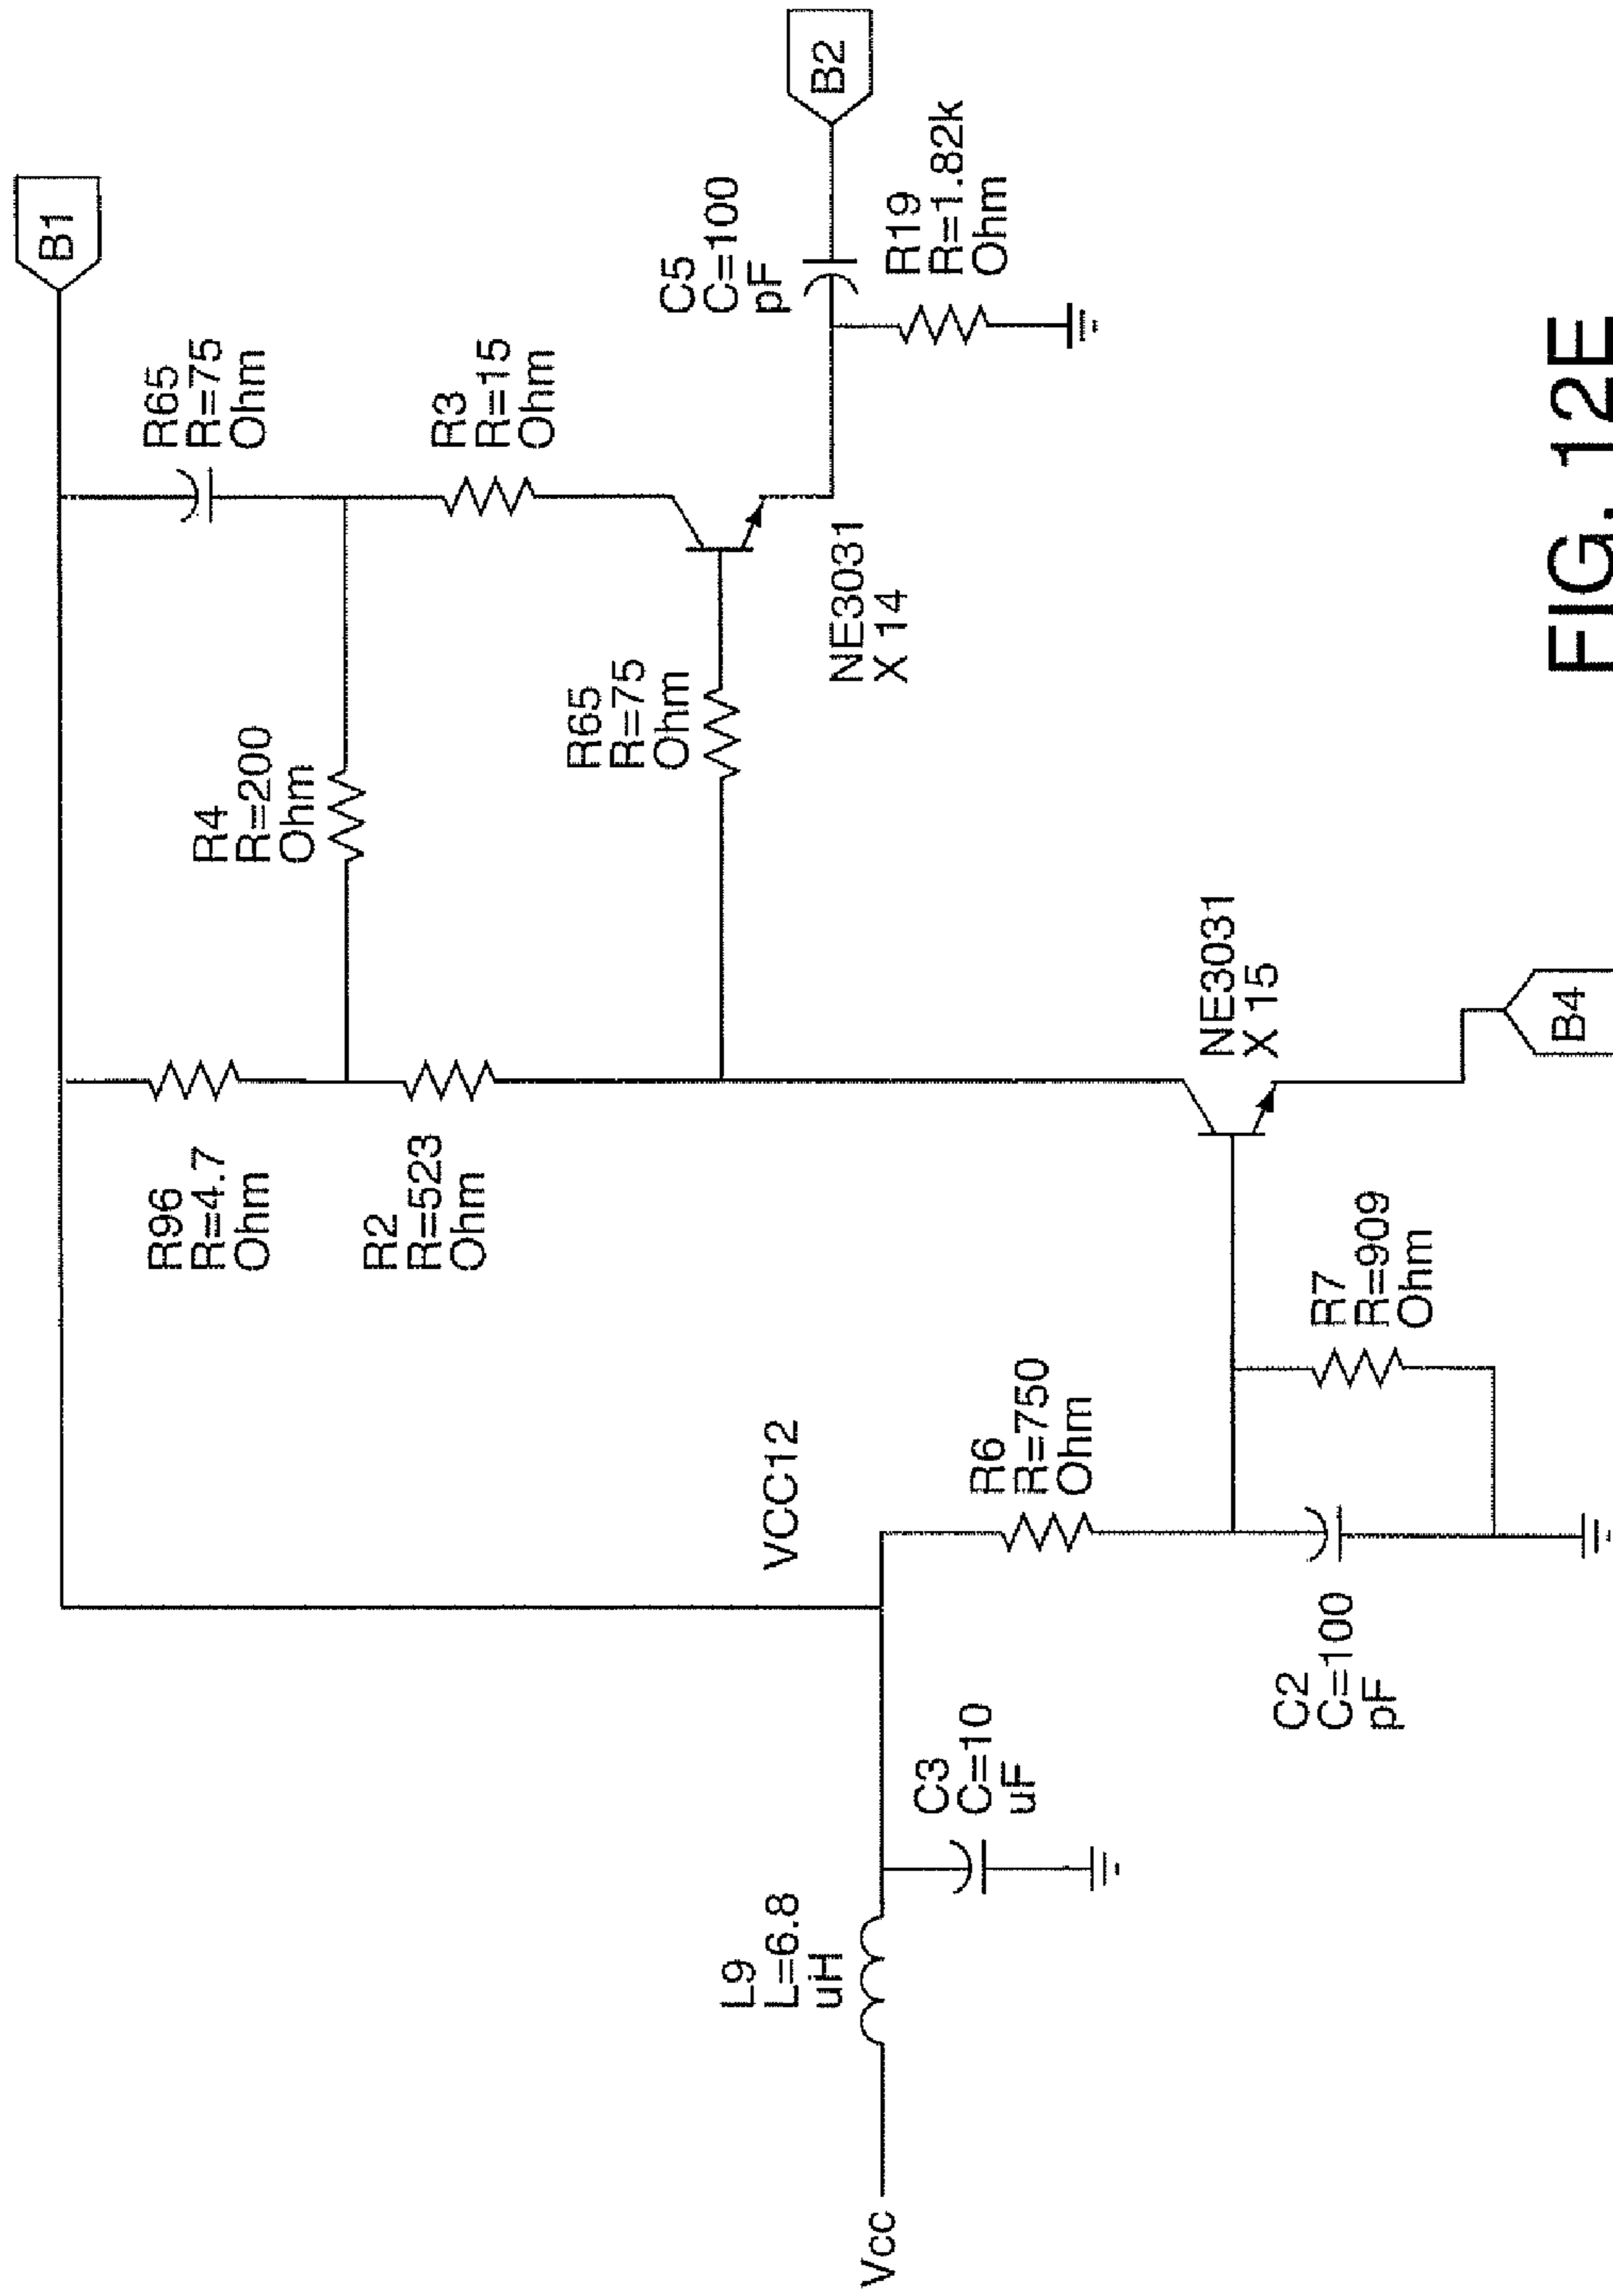 B1
R65
R=75
Ohm
R96
R=4.7
Ohm
R4
R=200
Ohm
R3
R=15
Ohm
R2
R=523
Ohm
R65
R=75
Ohm
C5
C=100
pF
B2
NE3031
X 14
R19
R=1.82k
Ohm
VCC12
L9
L=6.8
uH
Vcc
C3
C=10
uF
R6
R=750
Ohm
NE3031
X 15
C2
C=100
pF
R7
R=909
Ohm
B4
FIG. 12E